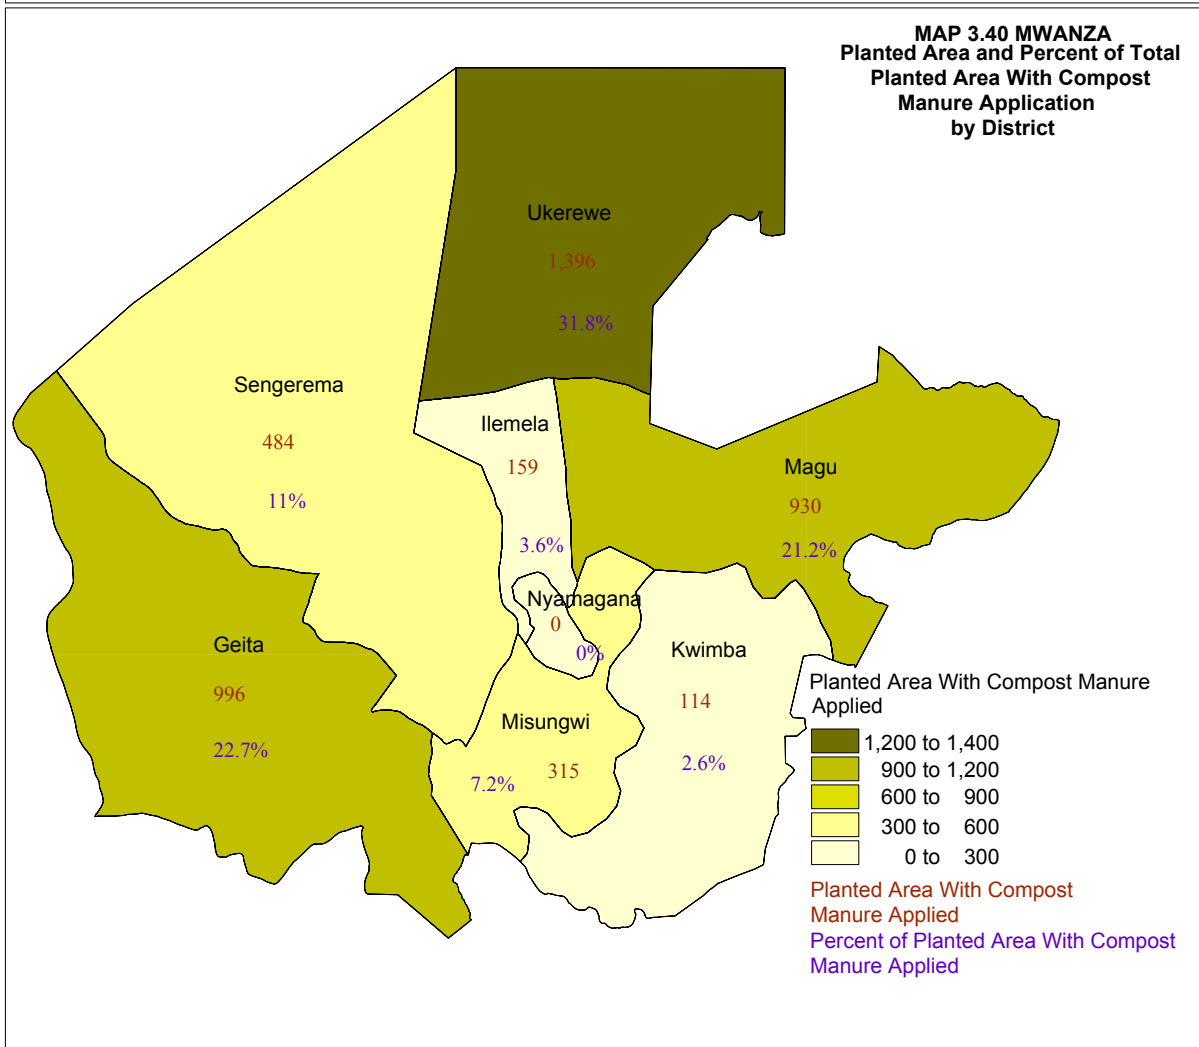 MAP 3.40 MWANZA
Planted Area and Percent of Total
Planted Area With Compost
Manure Application
by District
Ukerewe
1,396
31.8%
Sengerema
484
11%
Ilemela
159
3.6%
Magu
930
21.2%
Nyamagana
0
0%
Geita
996
22.7%
Kwimba
114
2.6%
Misungwi
315
7.2%
Planted Area With Compost Manure
Applied
1,200 to 1,400
900 to 1,200
600 to 900
300 to 600
0 to 300
Planted Area With Compost
Manure Applied
Percent of Planted Area With Compost
Manure Applied